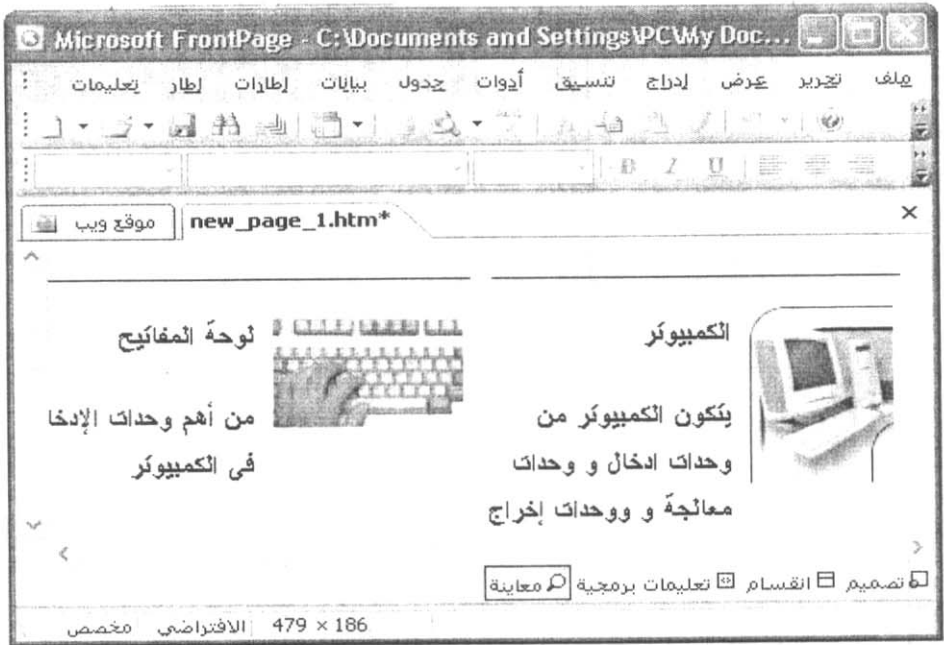 Microsoft FrontPage - C:\Documents and Settings\PC\My Doc...
ملف تحرير عرض إدراج تنسيق أدوات جدول بيانات إطارات إطار تعليمات
B I U
new_page_1.htm* موقع ويب
الكمبيوتر
يتكون الكمبيوتر من
وحدات ادخال و وحدات
معالجة و ووحدات إخراج
لوحة المفاتيح
من أهم وحدات الإدخا
فى الكمبيوتر
تصميم انقسام تعليمات برمجية معاينة
479 × 186 الافتراضي مخصص